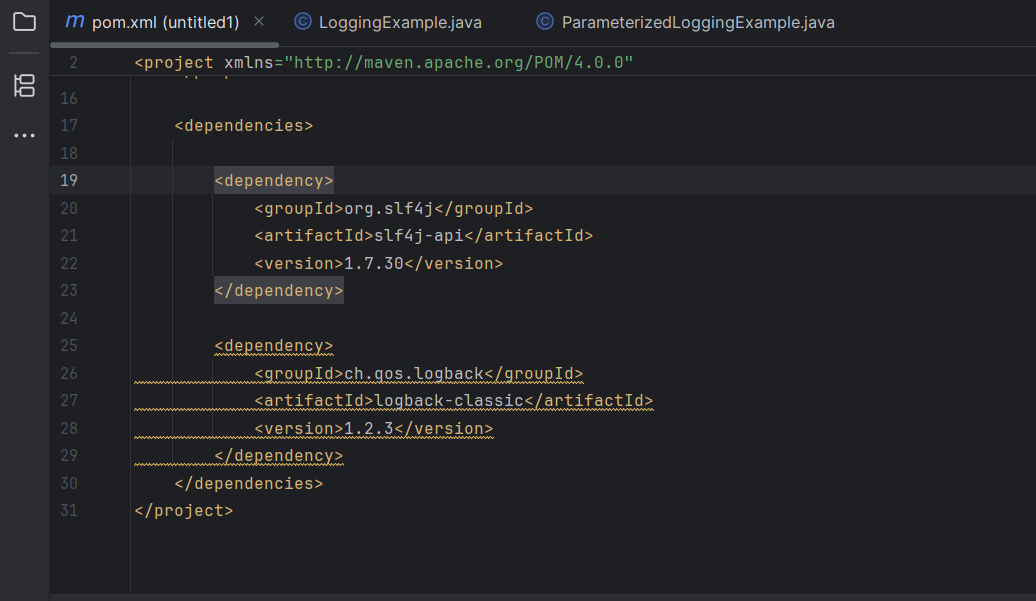 pom.xml (untitled1)
LoggingExample.java
ParameterizedLoggingExample.java
2 <project xmlns="http://maven.apache.org/POM/4.0.0"
16
17 <dependencies>
18
19 <dependency>
20 <groupId>org.slf4j</groupId>
21 <artifactId>slf4j-api</artifactId>
22 <version>1.7.30</version>
23 </dependency>
24
25 <dependency>
26 <groupId>ch.qos.logback</groupId>
27 <artifactId>logback-classic</artifactId>
28 <version>1.2.3</version>
29 </dependency>
30 </dependencies>
31 </project>